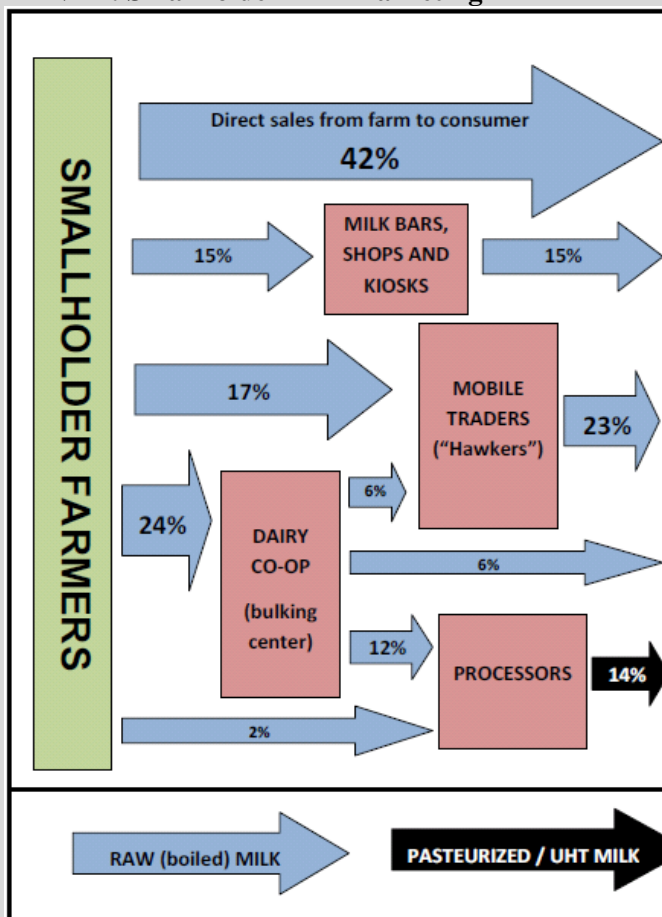 SMALLHOLDER FARMERS
Direct sales from farm to consumer
42%
15%
MILK BARS,
SHOPS AND
KIOSKS
15%
17%
MOBILE
TRADERS
(“Hawkers”)
23%
24%
DAIRY
CO-OP
(bulking
center)
6%
6%
12%
PROCESSORS
14%
2%
RAW (boiled) MILK
PASTEURIZED / UHT MILK